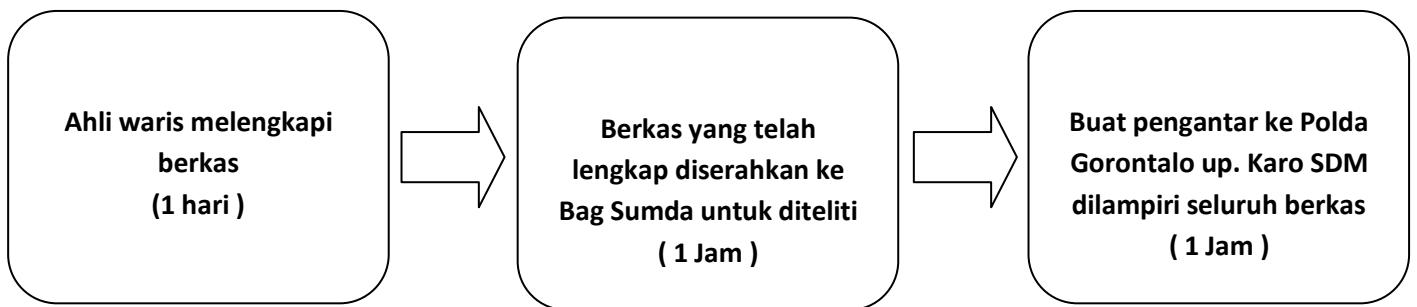 Ahli waris melengkapi
berkas
(1 hari )
Berkas yang telah
lengkap diserahkan ke
Bag Sumda untuk diteliti
( 1 Jam )
Buat pengantar ke Polda
Gorontalo up. Karo SDM
dilampiri seluruh berkas
( 1 Jam )